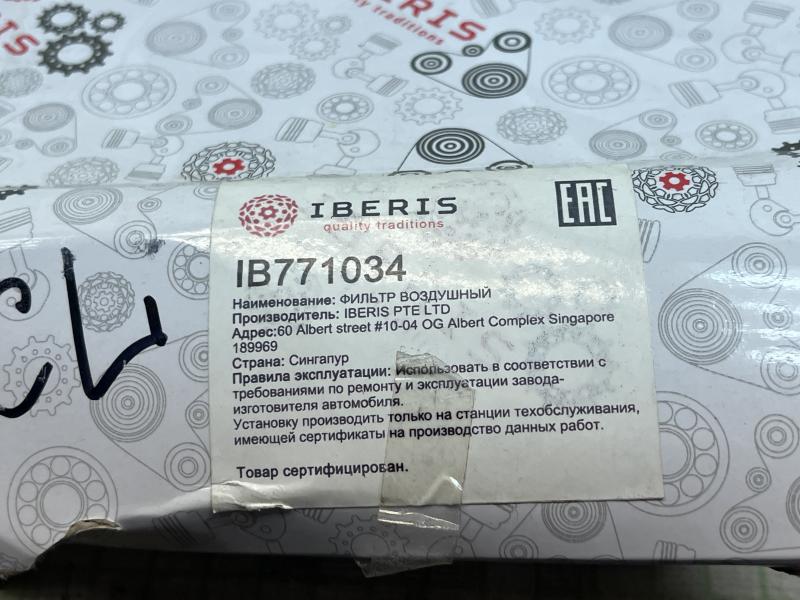 IBERIS
quality traditions
IBERIS
quality traditions
EAC
IB771034
Наименование: ФИЛЬТР ВОЗДУШНЫЙ
Производитель: IBERIS PTE LTD
Адрес:60 Albert street #10-04 OG Albert Complex Singapore
189969
Страна: Сингапур
Правила эксплуатации: Использовать в соответствии с
требованиями по ремонту и эксплуатации завода-
изготовителя автомобиля.
Установку производить только на станции техобслуживания,
имеющей сертификаты на производство данных работ.
Товар сертифицирован.